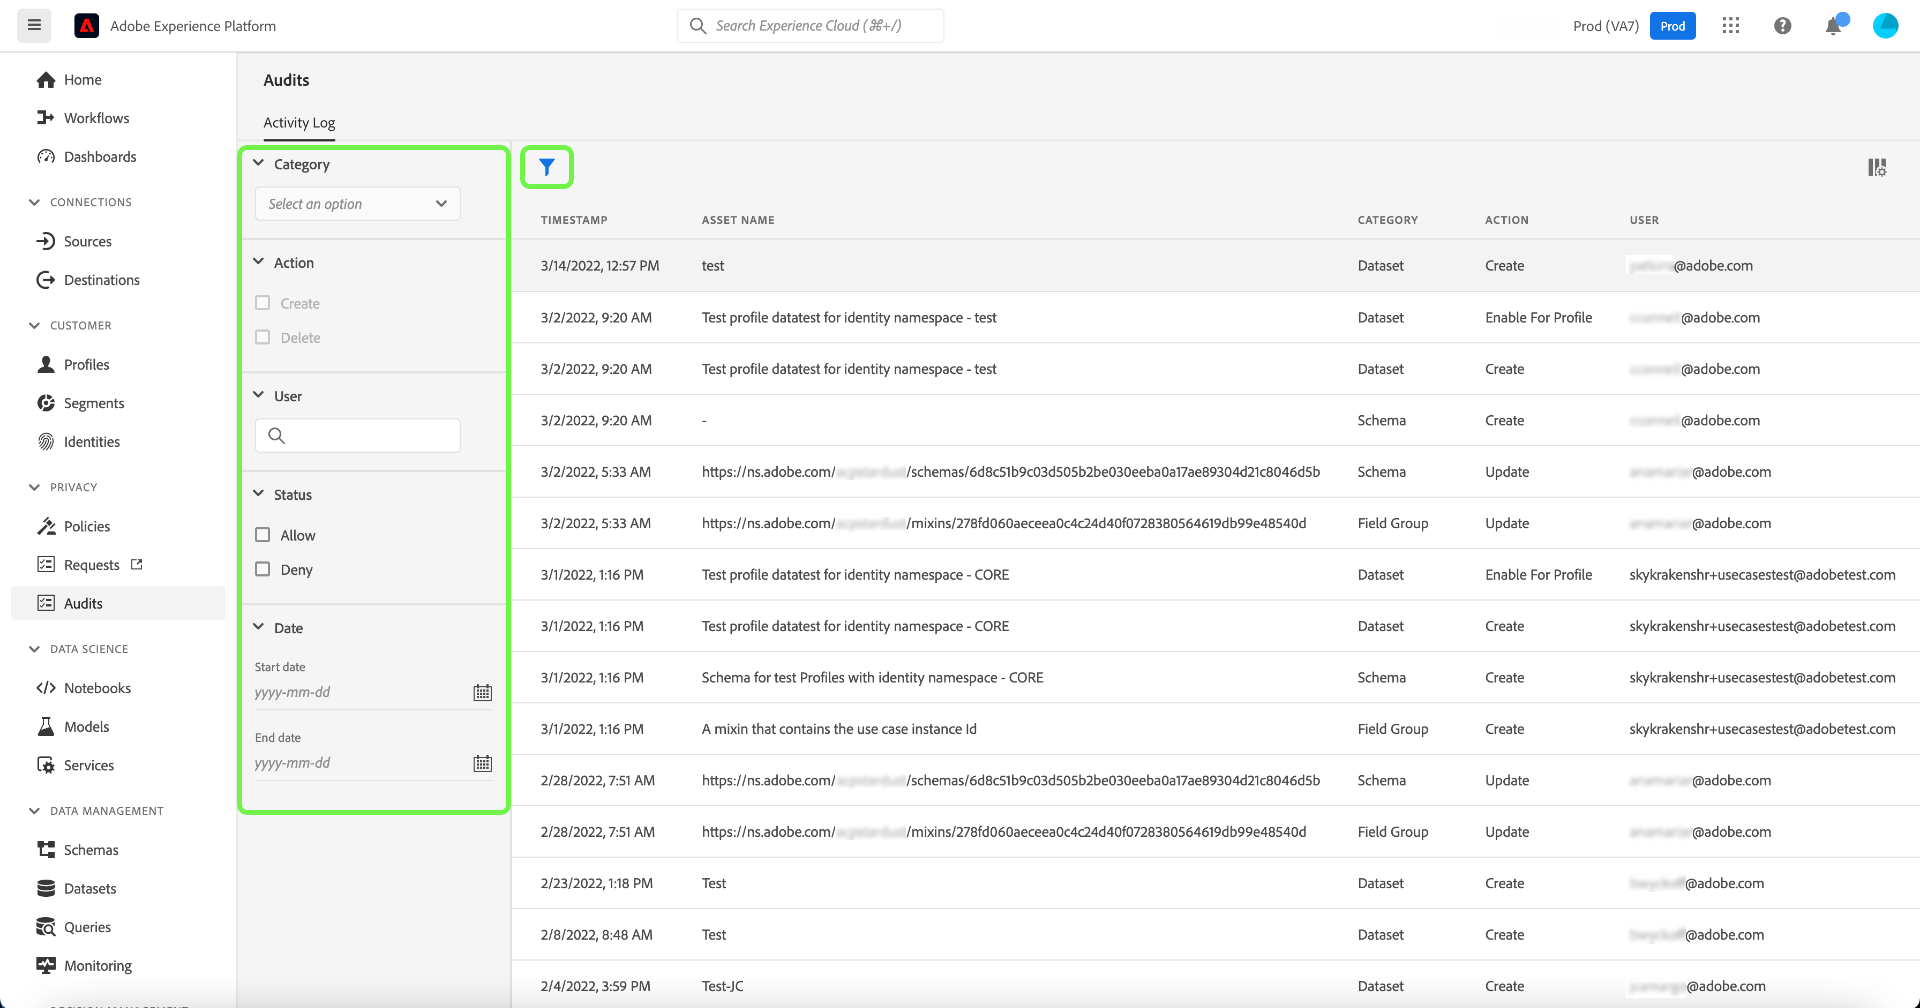 Adobe Experience Platform
Search Experience Cloud (⌘+/)
Prod (VA7)
Prod
Home
Workflows
Dashboards
CONNECTIONS
Sources
Destinations
CUSTOMER
Profiles
Segments
Identities
PRIVACY
Policies
Requests
Audits
DATA SCIENCE
Notebooks
Models
Services
DATA MANAGEMENT
Schemas
Datasets
Queries
Monitoring
Audits
Activity Log
Category
Select an option
Action
Create
Delete
User
Status
Allow
Deny
Date
Start date
yyyy-mm-dd
End date
yyyy-mm-dd
TIMESTAMP ASSET NAME CATEGORY ACTION USER
3/14/2022, 12:57 PM test Dataset Create @adobe.com
3/2/2022, 9:20 AM Test profile datatest for identity namespace - test Dataset Enable For Profile @adobe.com
3/2/2022, 9:20 AM Test profile datatest for identity namespace - test Dataset Create @adobe.com
3/2/2022, 9:20 AM - Schema Create @adobe.com
3/2/2022, 5:33 AM https://ns.adobe.com/ /schemas/6d8c51b9c03d505b2be030eeba0a17ae89304d21c8046d5b Schema Update @adobe.com
3/2/2022, 5:33 AM https://ns.adobe.com/ /mixins/278fd060aeceea0c4c24d40f0728380564619db99e48540d Field Group Update @adobe.com
3/1/2022, 1:16 PM Test profile datatest for identity namespace - CORE Dataset Enable For Profile skykrakenshr+usecasestest@adobetest.com
3/1/2022, 1:16 PM Test profile datatest for identity namespace - CORE Dataset Create skykrakenshr+usecasestest@adobetest.com
3/1/2022, 1:16 PM Schema for test Profiles with identity namespace - CORE Schema Create skykrakenshr+usecasestest@adobetest.com
3/1/2022, 1:16 PM A mixin that contains the use case instance Id Field Group Create skykrakenshr+usecasestest@adobetest.com
2/28/2022, 7:51 AM https://ns.adobe.com/ /schemas/6d8c51b9c03d505b2be030eeba0a17ae89304d21c8046d5b Schema Update @adobe.com
2/28/2022, 7:51 AM https://ns.adobe.com/ /mixins/278fd060aeceea0c4c24d40f0728380564619db99e48540d Field Group Update @adobe.com
2/23/2022, 1:18 PM Test Dataset Create @adobe.com
2/8/2022, 8:48 AM Test Dataset Create @adobe.com
2/4/2022, 3:59 PM Test-JC Dataset Create @adobe.com